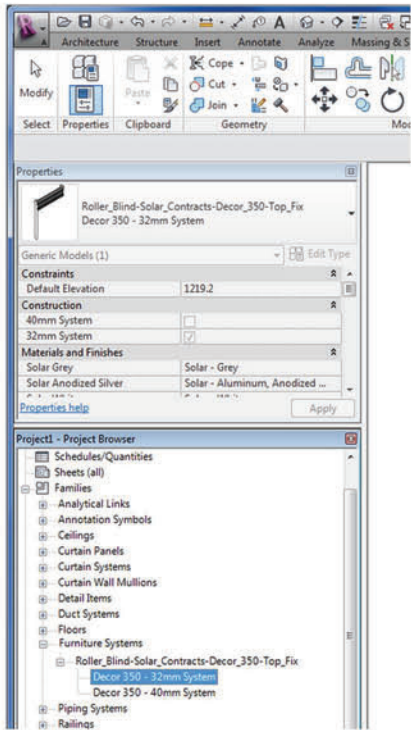 Architecture Structure Insert Annotate Analyze Massing & S
Modify
Paste
Cope
Cut
Join
Select Properties Clipboard Geometry Mod
Properties
Roller_Blind-Solar_Contracts-Decor_350-Top_Fix
Decor 350 - 32mm System
Generic Models (1) Edit Type
Constraints
Default Elevation 1219.2
Construction
40mm System
32mm System
Materials and Finishes
Solar Grey Solar - Grey
Solar Anodized Silver Solar - Aluminum, Anodized ...
Properties help Apply
Project1 - Project Browser
Schedules/Quantities
Sheets (all)
Families
Analytical Links
Annotation Symbols
Ceilings
Curtain Panels
Curtain Systems
Curtain Wall Mullions
Detail Items
Duct Systems
Floors
Furniture Systems
Roller_Blind-Solar_Contracts-Decor_350-Top_Fix
Decor 350 - 32mm System
Decor 350 - 40mm System
Piping Systems
Railings